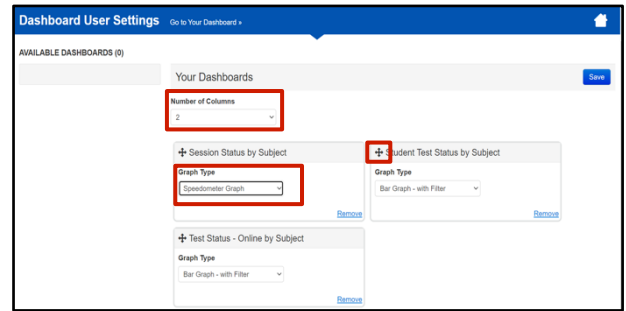 Dashboard User Settings Go to Your Dashboard »
AVAILABLE DASHBOARDS (0)
Your Dashboards
Save
Number of Columns
2
Session Status by Subject
Student Test Status by Subject
Graph Type
Graph Type
Speedometer Graph
Bar Graph - with Filter
Remove
Remove
Test Status - Online by Subject
Graph Type
Bar Graph - with Filter
Remove